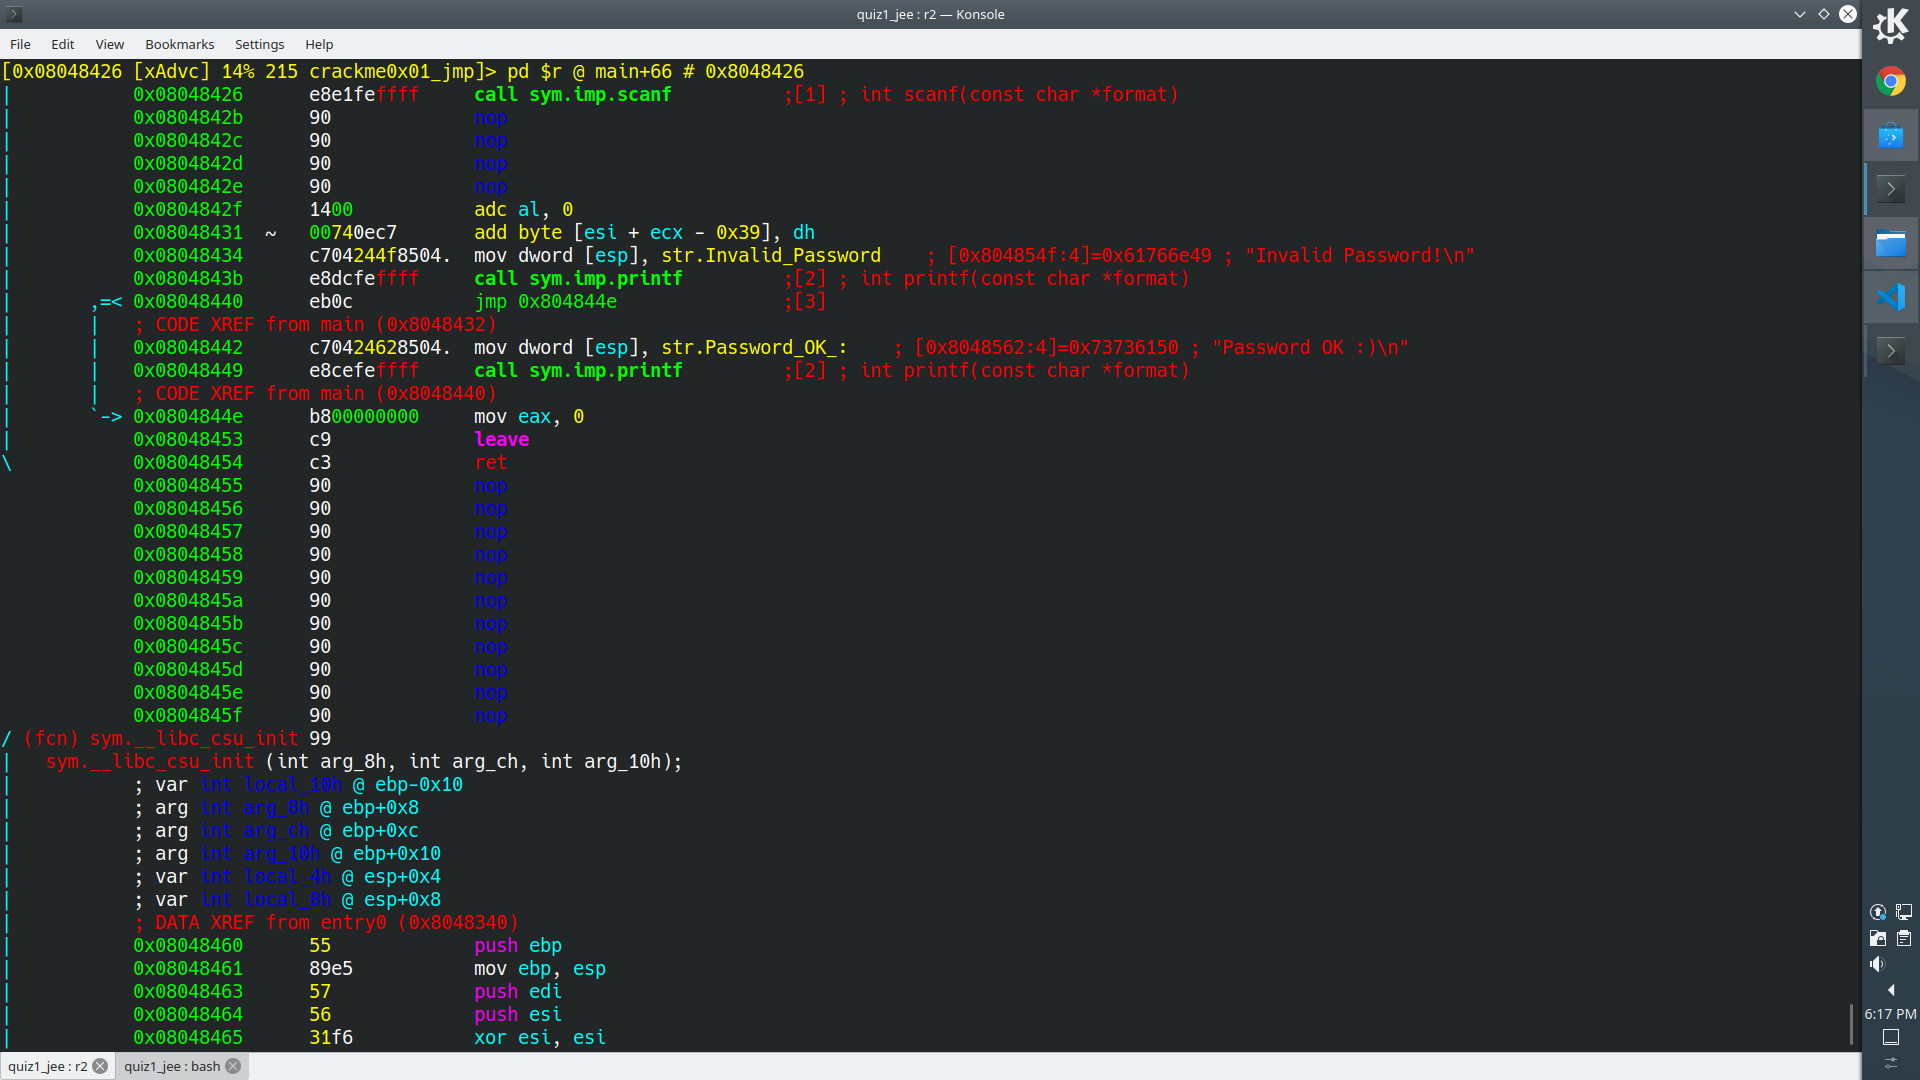 quiz1_jee : r2 — Konsole
File Edit View Bookmarks Settings Help
[0x08048426 [xAdvc] 14% 215 crackme0x01_jmp]> pd $r @ main+66 # 0x8048426
| 0x08048426 e8e1feffff call sym.imp.scanf ;[1] ; int scanf(const char *format)
| 0x0804842b 90 nop
| 0x0804842c 90 nop
| 0x0804842d 90 nop
| 0x0804842e 90 nop
| 0x0804842f 1400 adc al, 0
| 0x08048431 ~ 00740ec7 add byte [esi + ecx - 0x39], dh
| 0x08048434 c704244f8504. mov dword [esp], str.Invalid_Password ; [0x804854f:4]=0x61766e49 ; "Invalid Password!\n"
| 0x0804843b e8dcfeffff call sym.imp.printf ;[2] ; int printf(const char *format)
| ,=< 0x08048440 eb0c jmp 0x804844e ;[3]
| | ; CODE XREF from main (0x8048432)
| | 0x08048442 c70424628504. mov dword [esp], str.Password_OK_: ; [0x8048562:4]=0x73736150 ; "Password OK :)\n"
| | 0x08048449 e8cefeffff call sym.imp.printf ;[2] ; int printf(const char *format)
| | ; CODE XREF from main (0x8048440)
| `-> 0x0804844e b800000000 mov eax, 0
| 0x08048453 c9 leave
\ 0x08048454 c3 ret
0x08048455 90 nop
0x08048456 90 nop
0x08048457 90 nop
0x08048458 90 nop
0x08048459 90 nop
0x0804845a 90 nop
0x0804845b 90 nop
0x0804845c 90 nop
0x0804845d 90 nop
0x0804845e 90 nop
0x0804845f 90 nop
/ (fcn) sym.__libc_csu_init 99
| sym.__libc_csu_init (int arg_8h, int arg_ch, int arg_10h);
| ; var int local_10h @ ebp-0x10
| ; arg int arg_8h @ ebp+0x8
| ; arg int arg_ch @ ebp+0xc
| ; arg int arg_10h @ ebp+0x10
| ; var int local_4h @ esp+0x4
| ; var int local_8h @ esp+0x8
| ; DATA XREF from entry0 (0x8048340)
| 0x08048460 55 push ebp
| 0x08048461 89e5 mov ebp, esp
| 0x08048463 57 push edi
| 0x08048464 56 push esi
| 0x08048465 31f6 xor esi, esi
quiz1_jee : r2 quiz1_jee : bash
6:17 PM